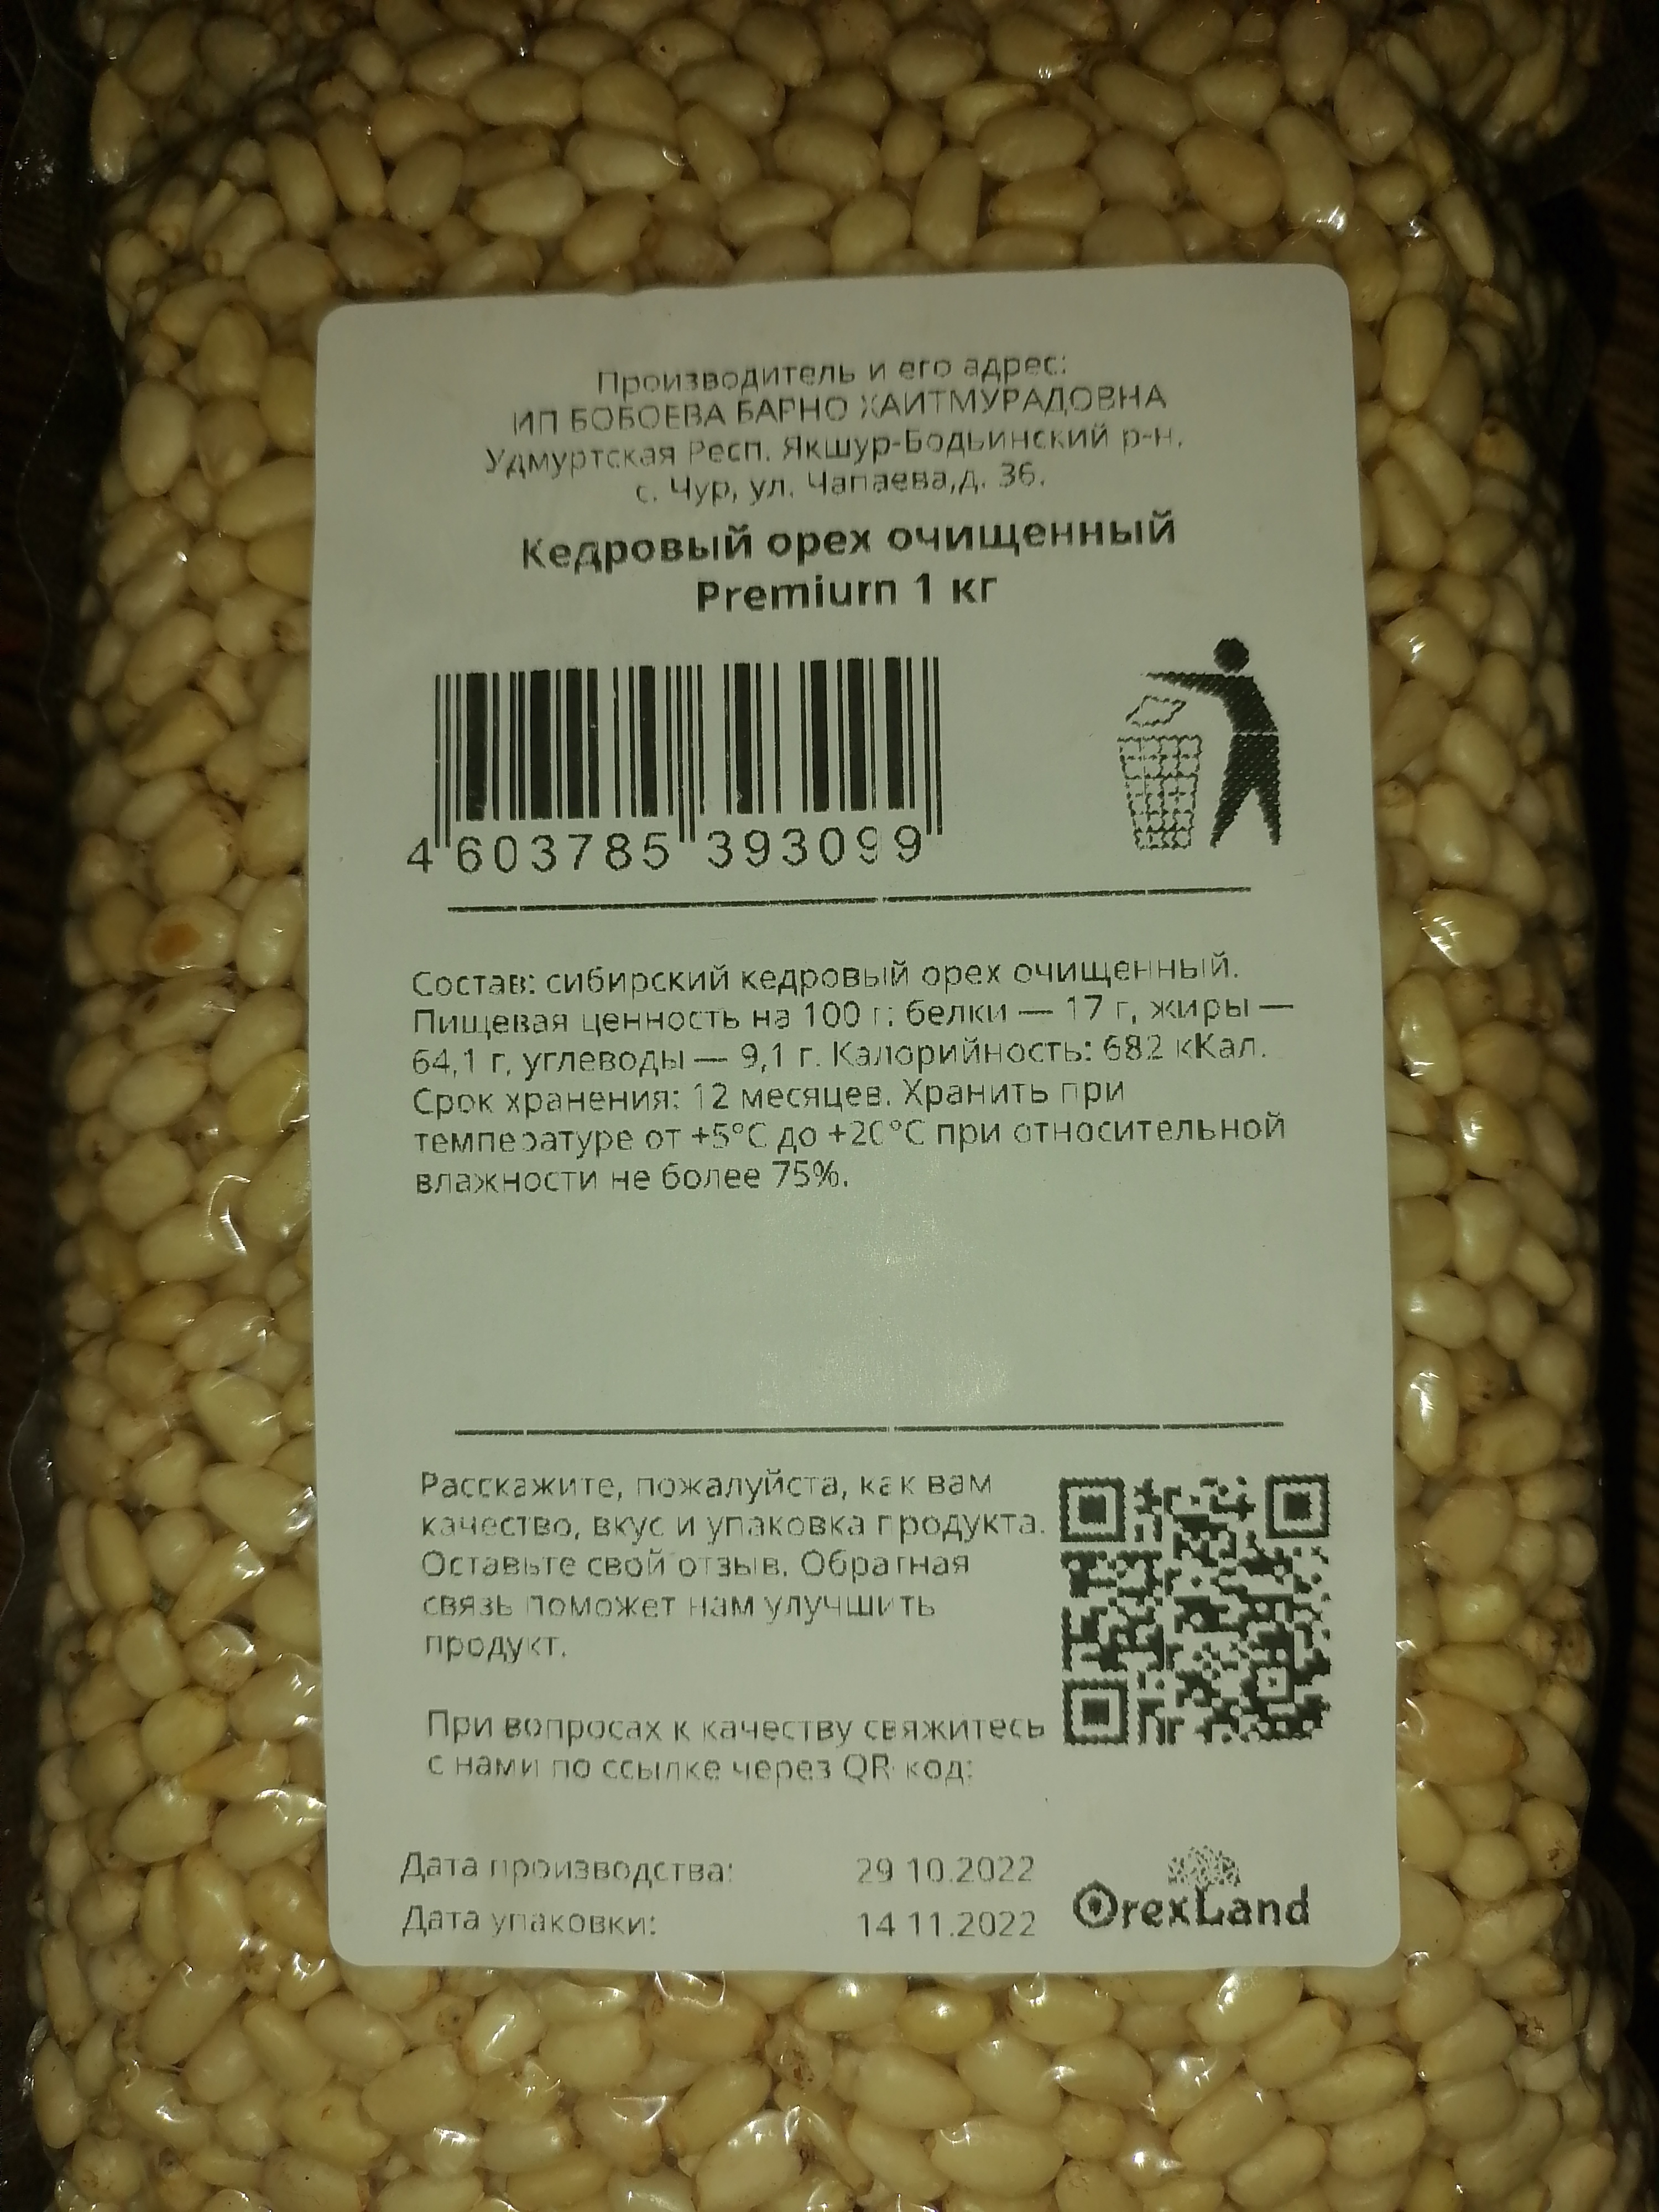 Производитель и его адрес:
ИП БОБОЕВА БАРНО ХАИТМУРАДОВНА
Удмуртская Респ. Якшур-Бодьинский р-н,
с. Чур, ул. Чапаева,д. 36.
Кедровый орех очищенный
Premium 1 кг
4 603785 393099
Состав: сибирский кедровый орех очищенный.
Пищевая ценность на 100 г: белки — 17 г, жиры —
64,1 г, углеводы — 9,1 г. Калорийность: 682 кКал.
Срок хранения: 12 месяцев. Хранить при
температуре от +5°C до +20°C при относительной
влажности не более 75%.
Расскажите, пожалуйста, как вам
качество, вкус и упаковка продукта.
Оставьте свой отзыв. Обратная
связь поможет нам улучшить
продукт.
При вопросах к качеству свяжитесь
с нами по ссылке через QR код:
Дата производства: 29 10.2022
Дата упаковки: 14 11.2022
OrexLand